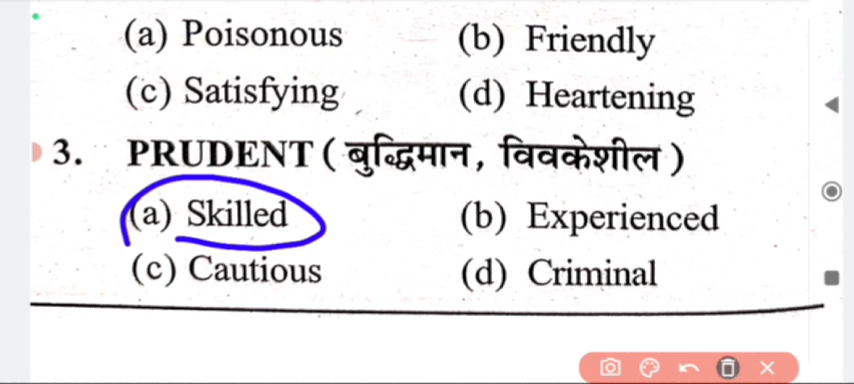 (a) Poisonous (b) Friendly
(c) Satisfying (d) Heartening
3. PRUDENT ( बुद्धिमान, विवकेशील )
(a) Skilled (b) Experienced
(c) Cautious (d) Criminal